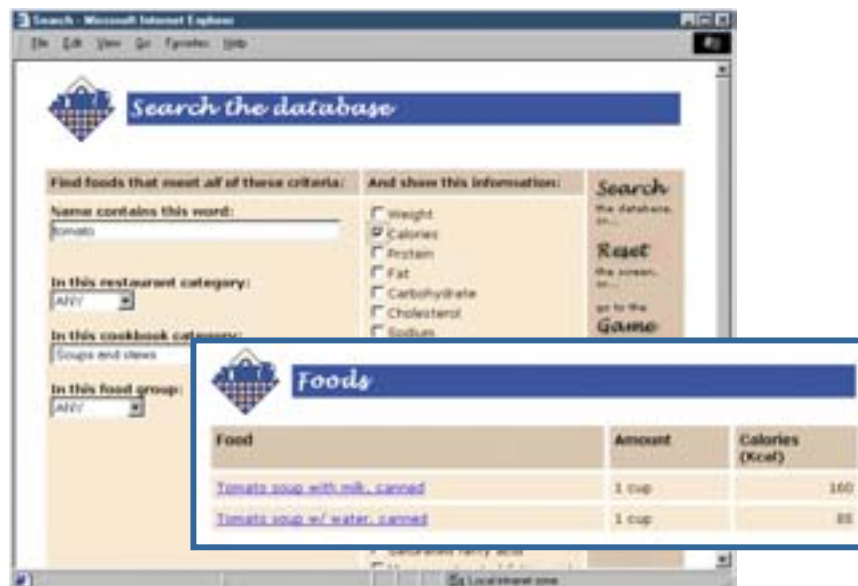 Search - Microsoft Internet Explorer
File Edit View Go Favorites Help
Search the database
Find foods that meet all of these criteria:
Name contains this word:
tomato
In this restaurant category:
ANY
In this cookbook category:
Soups and stews
In this food group:
ANY
And show this information:
Weight
Calories
Protein
Fat
Carbohydrate
Cholesterol
Sodium
Saturated fatty acid
Search
the database,
or...
Reset
the screen,
or...
go to the
Game
Foods
Food Amount Calories
(Kcal)
Tomato soup with milk, canned 1 cup 160
Tomato soup w/ water, canned 1 cup 85
Local intranet zone